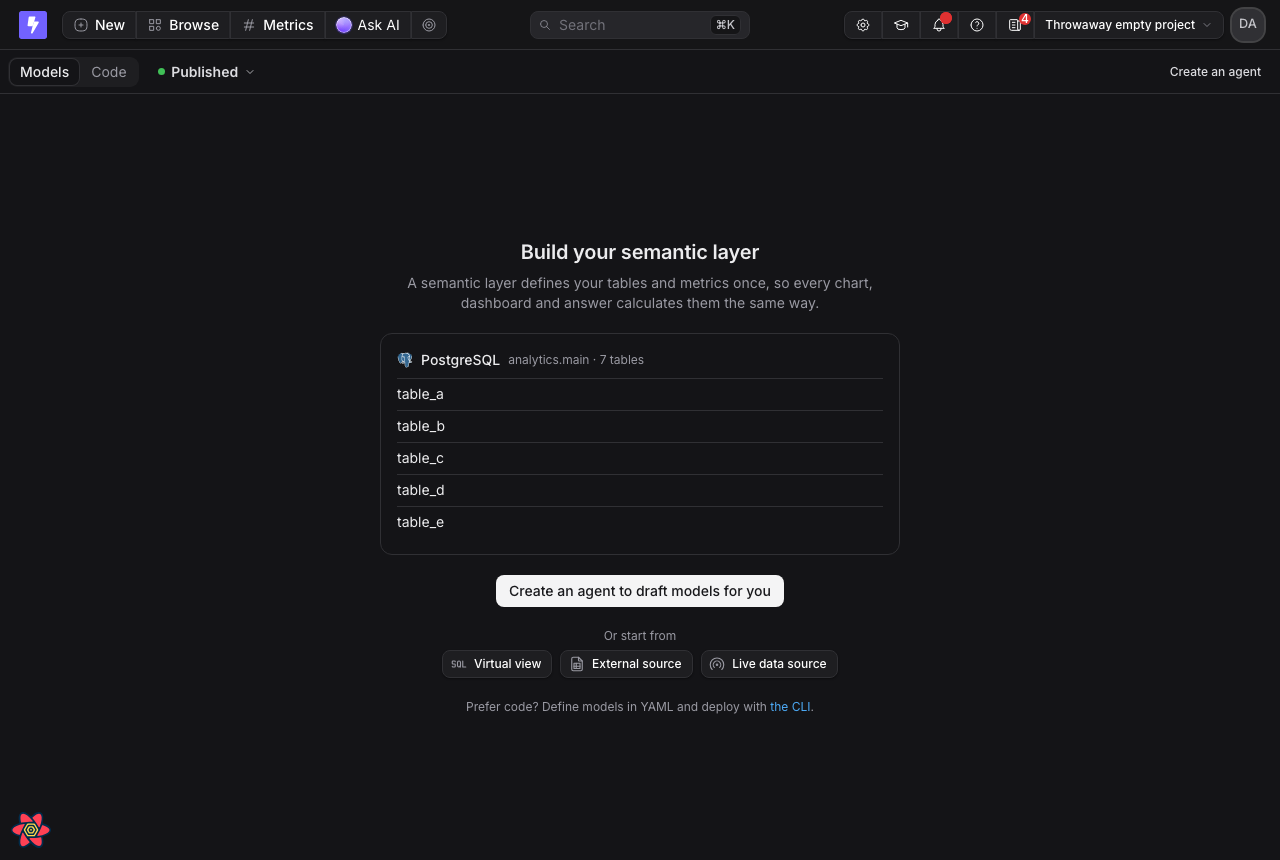 New
Browse
Metrics
Ask AI
Search
⌘K
4
Throwaway empty project
DA
Models
Code
Published
Create an agent
Build your semantic layer
A semantic layer defines your tables and metrics once, so every chart,
dashboard and answer calculates them the same way.
PostgreSQL analytics.main · 7 tables
table_a
table_b
table_c
table_d
table_e
Create an agent to draft models for you
Or start from
SQL Virtual view
External source
Live data source
Prefer code? Define models in YAML and deploy with the CLI.